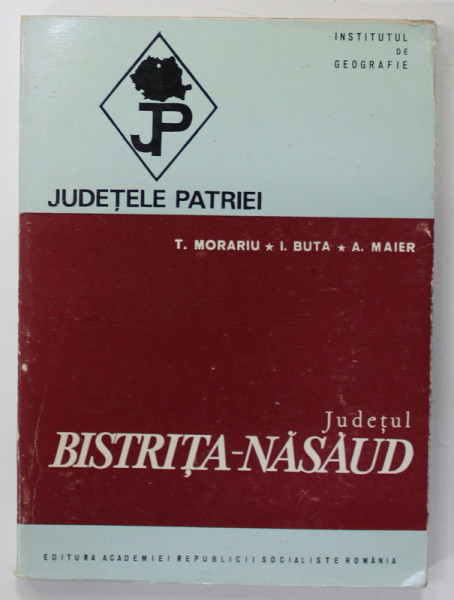 INSTITUTUL
DE
GEOGRAFIE
JP
JUDEȚELE PATRIEI
T. MORARIU ★ I. BUTA ★ A. MAIER
Județul
BISTRIȚA-NĂSĂUD
EDITURA ACADEMIEI REPUBLICII SOCIALISTE ROMÂNIA